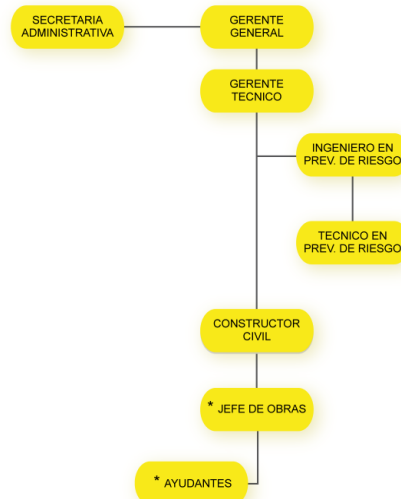 SECRETARIA
ADMINISTRATIVA
GERENTE
GENERAL
GERENTE
TECNICO
INGENIERO EN
PREV. DE RIESGO
TECNICO EN
PREV. DE RIESGO
CONSTRUCTOR
CIVIL
* JEFE DE OBRAS
* AYUDANTES